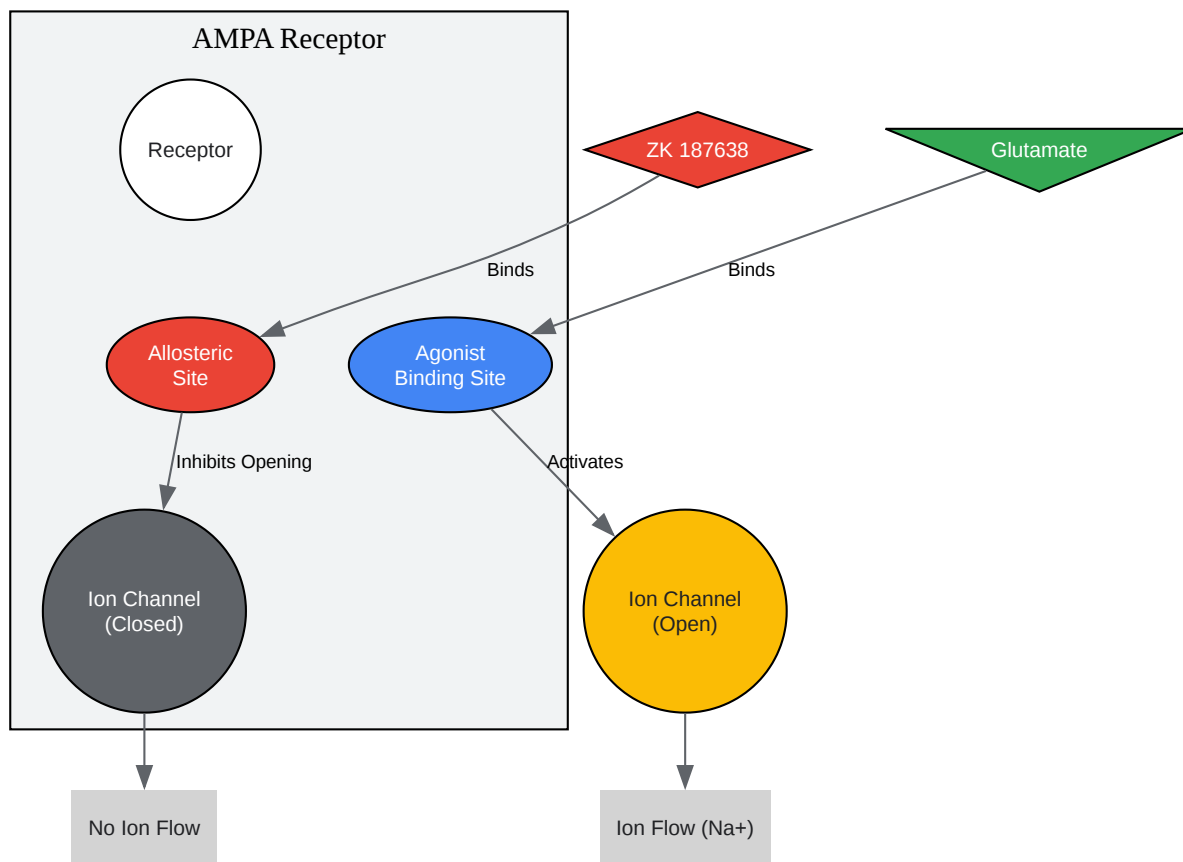 AMPA Receptor
Receptor
ZK 187638
Glutamate
Binds
Binds
Allosteric
Site
Agonist
Binding Site
Inhibits Opening
Activates
Ion Channel
(Closed)
Ion Channel
(Open)
No Ion Flow
Ion Flow (Na+)